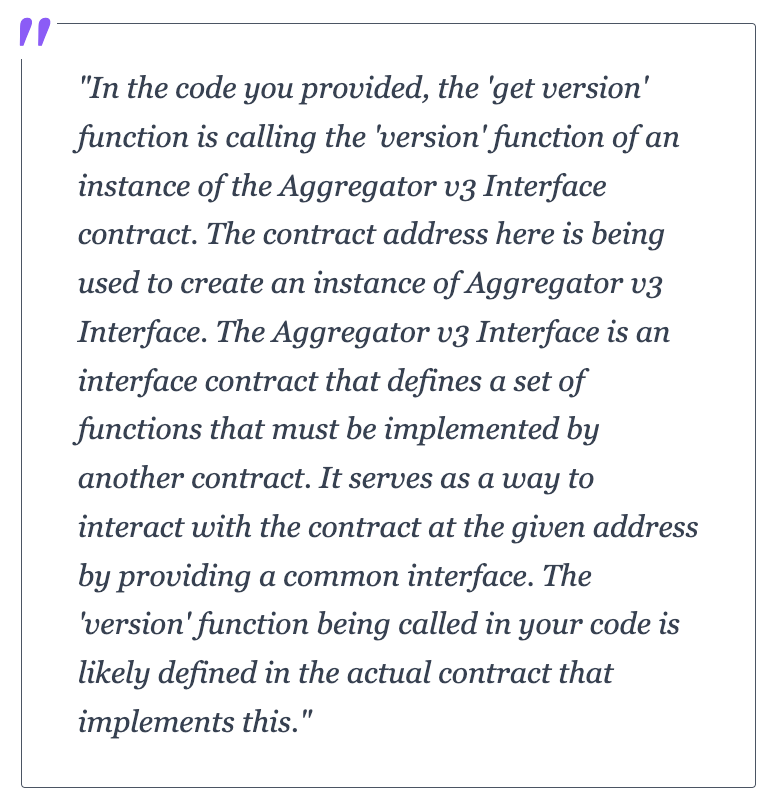 "In the code you provided, the 'get version'
function is calling the 'version' function of an
instance of the Aggregator v3 Interface
contract. The contract address here is being
used to create an instance of Aggregator v3
Interface. The Aggregator v3 Interface is an
interface contract that defines a set of
functions that must be implemented by
another contract. It serves as a way to
interact with the contract at the given address
by providing a common interface. The
'version' function being called in your code is
likely defined in the actual contract that
implements this."